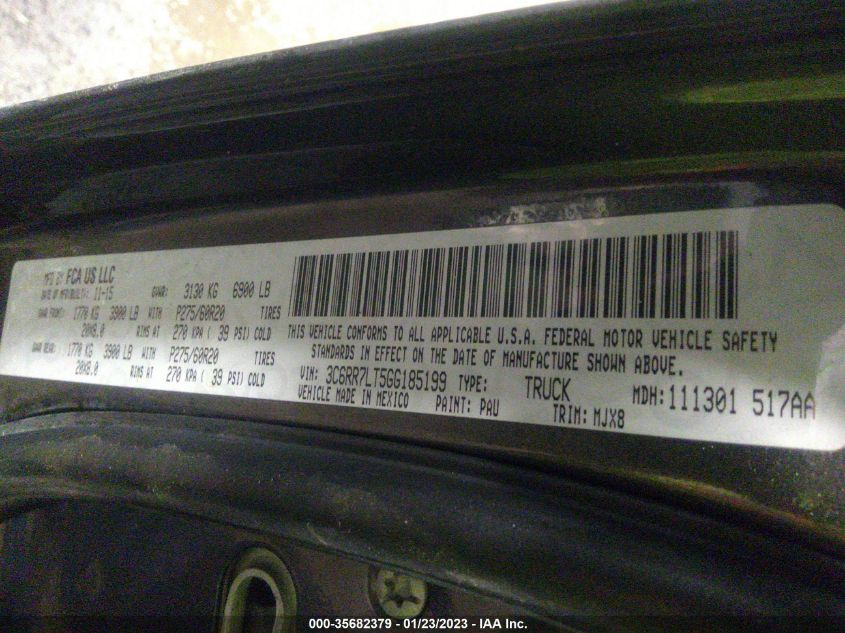 MFD BY FCA US LLC
DATE OF MFR/BUILT: 11-15 GVWR: 3130 KG 6900 LB
GAWR FRONT: 1770 KG 3900 LB WITH P275/60R20 TIRES
20X8.0 RIMS AT 270 KPA ( 39 PSI) COLD
GAWR REAR: 1770 KG 3900 LB WITH P275/60R20 TIRES
20X8.0 RIMS AT 270 KPA ( 39 PSI) COLD
THIS VEHICLE CONFORMS TO ALL APPLICABLE U.S.A. FEDERAL MOTOR VEHICLE SAFETY
STANDARDS IN EFFECT ON THE DATE OF MANUFACTURE SHOWN ABOVE.
VIN: 3C6RR7LT5GG185199 TYPE: TRUCK MDH: 111301 517AA
VEHICLE MADE IN MEXICO PAINT: PAU TRIM: MJX8
000-35682379 - 01/23/2023 - IAA Inc.